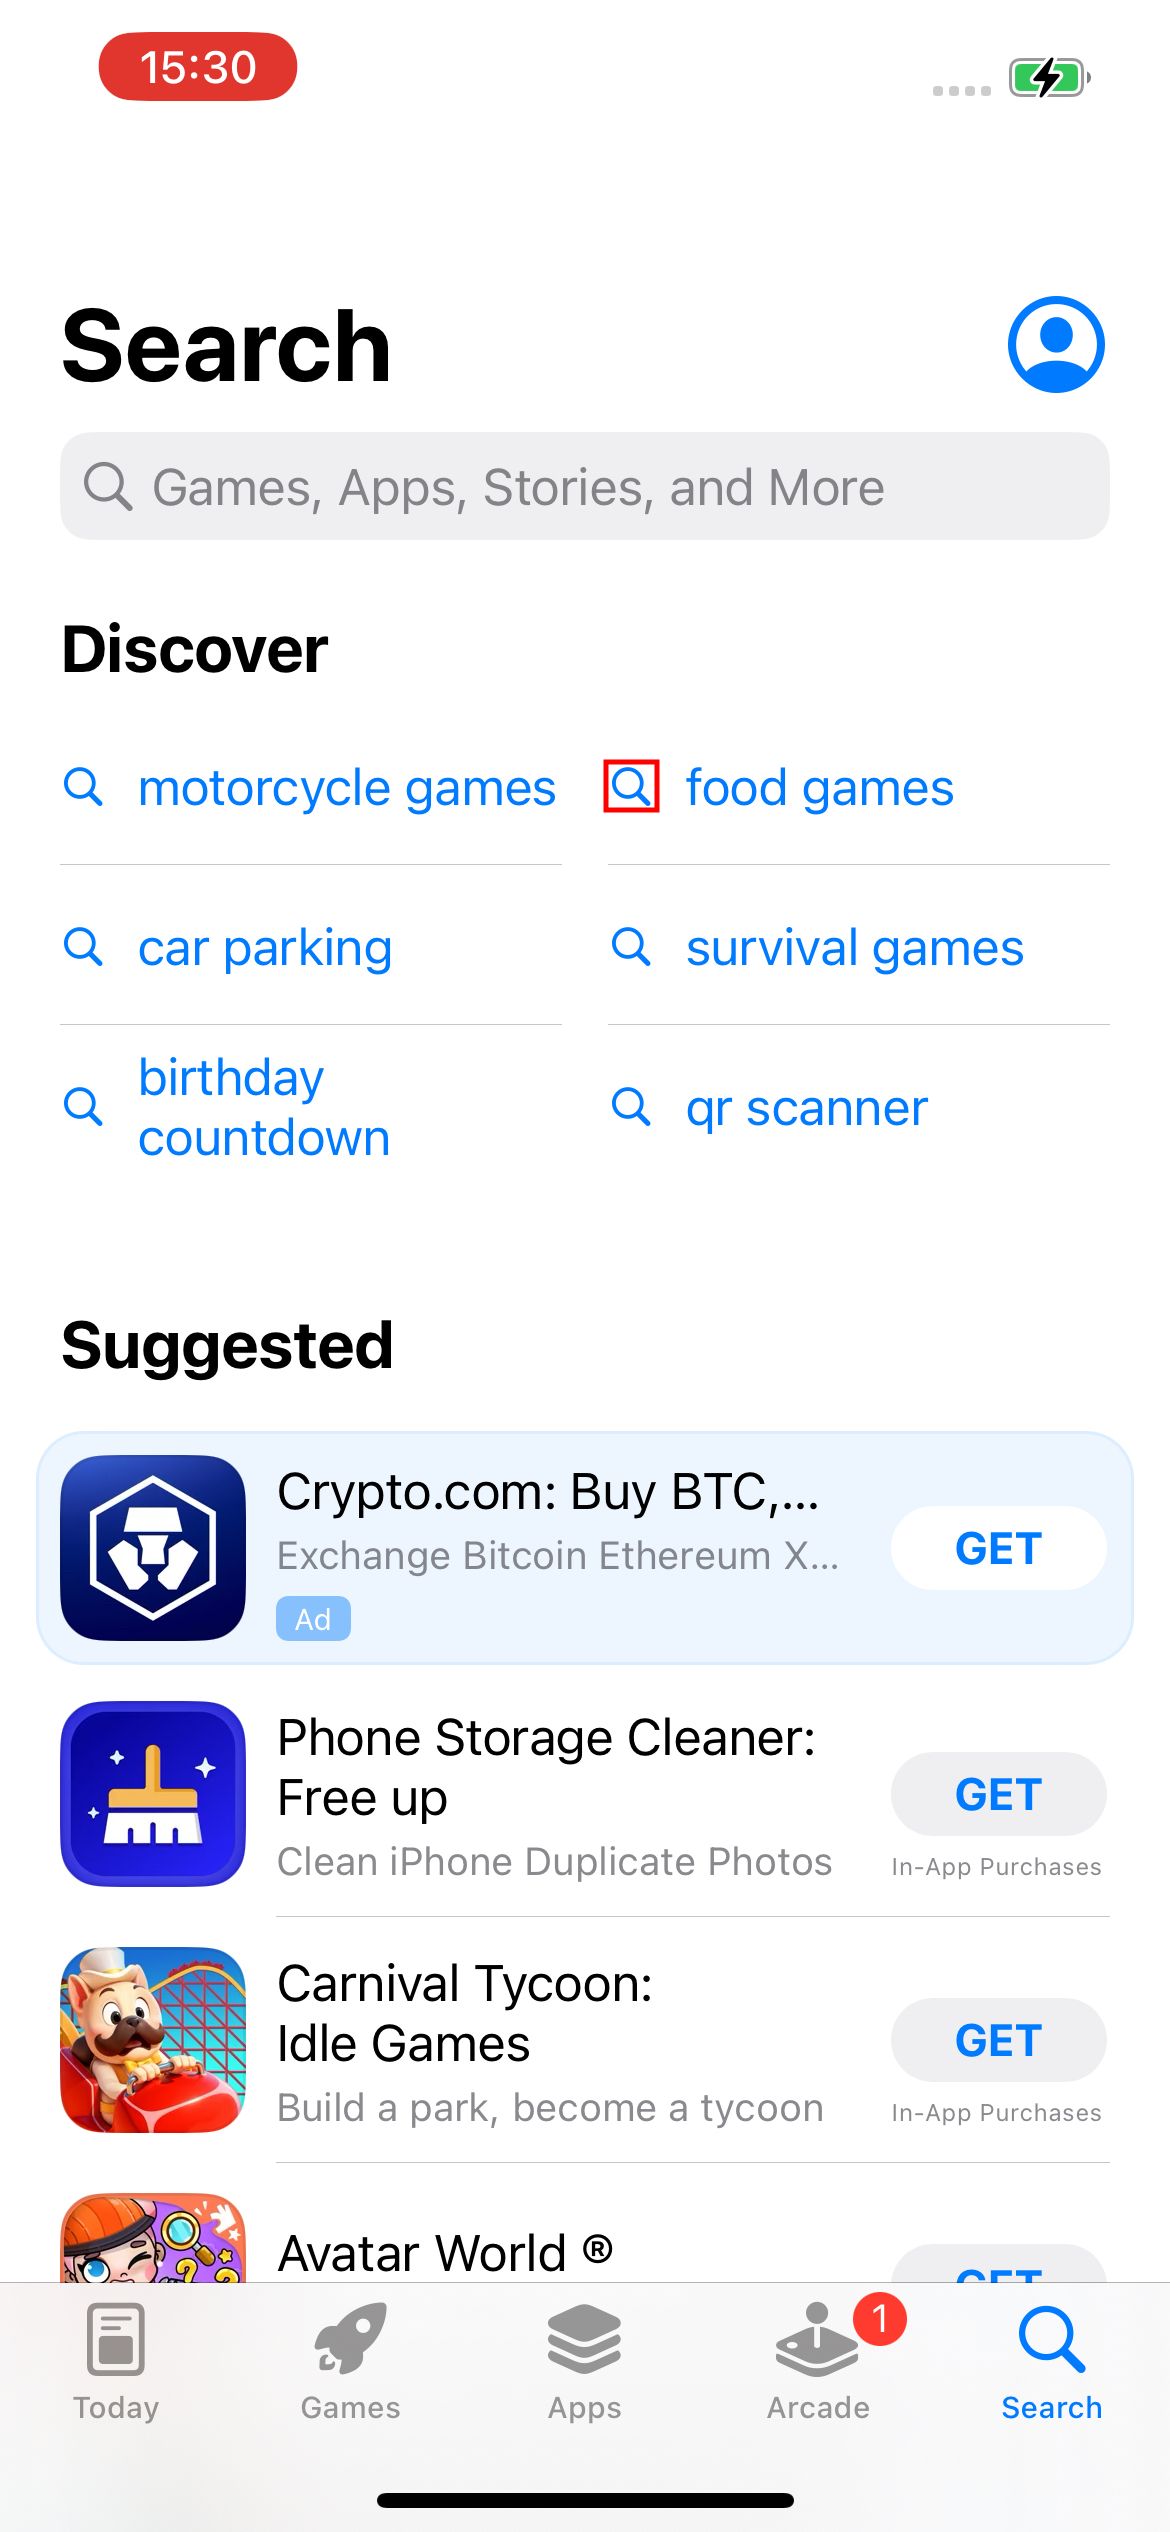 15:30
Search
Games, Apps, Stories, and More
Discover
motorcycle games
food games
car parking
survival games
birthday
countdown
qr scanner
Suggested
Crypto.com: Buy BTC,...
Exchange Bitcoin Ethereum X...
Ad
GET
Phone Storage Cleaner:
Free up
Clean iPhone Duplicate Photos
GET
In-App Purchases
Carnival Tycoon:
Idle Games
Build a park, become a tycoon
GET
In-App Purchases
Avatar World ®
GET
Today
Games
Apps
Arcade
1
Search